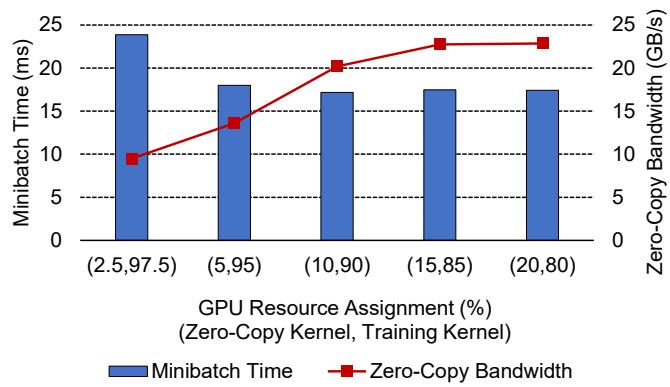 Minibatch Time (ms)
25
20
15
10
5
0
25
20
15
10
5
0
Zero-Copy Bandwidth (GB/s)
(2.5,97.5) (5,95) (10,90) (15,85) (20,80)
GPU Resource Assignment (%)
(Zero-Copy Kernel, Training Kernel)
Minibatch Time Zero-Copy Bandwidth